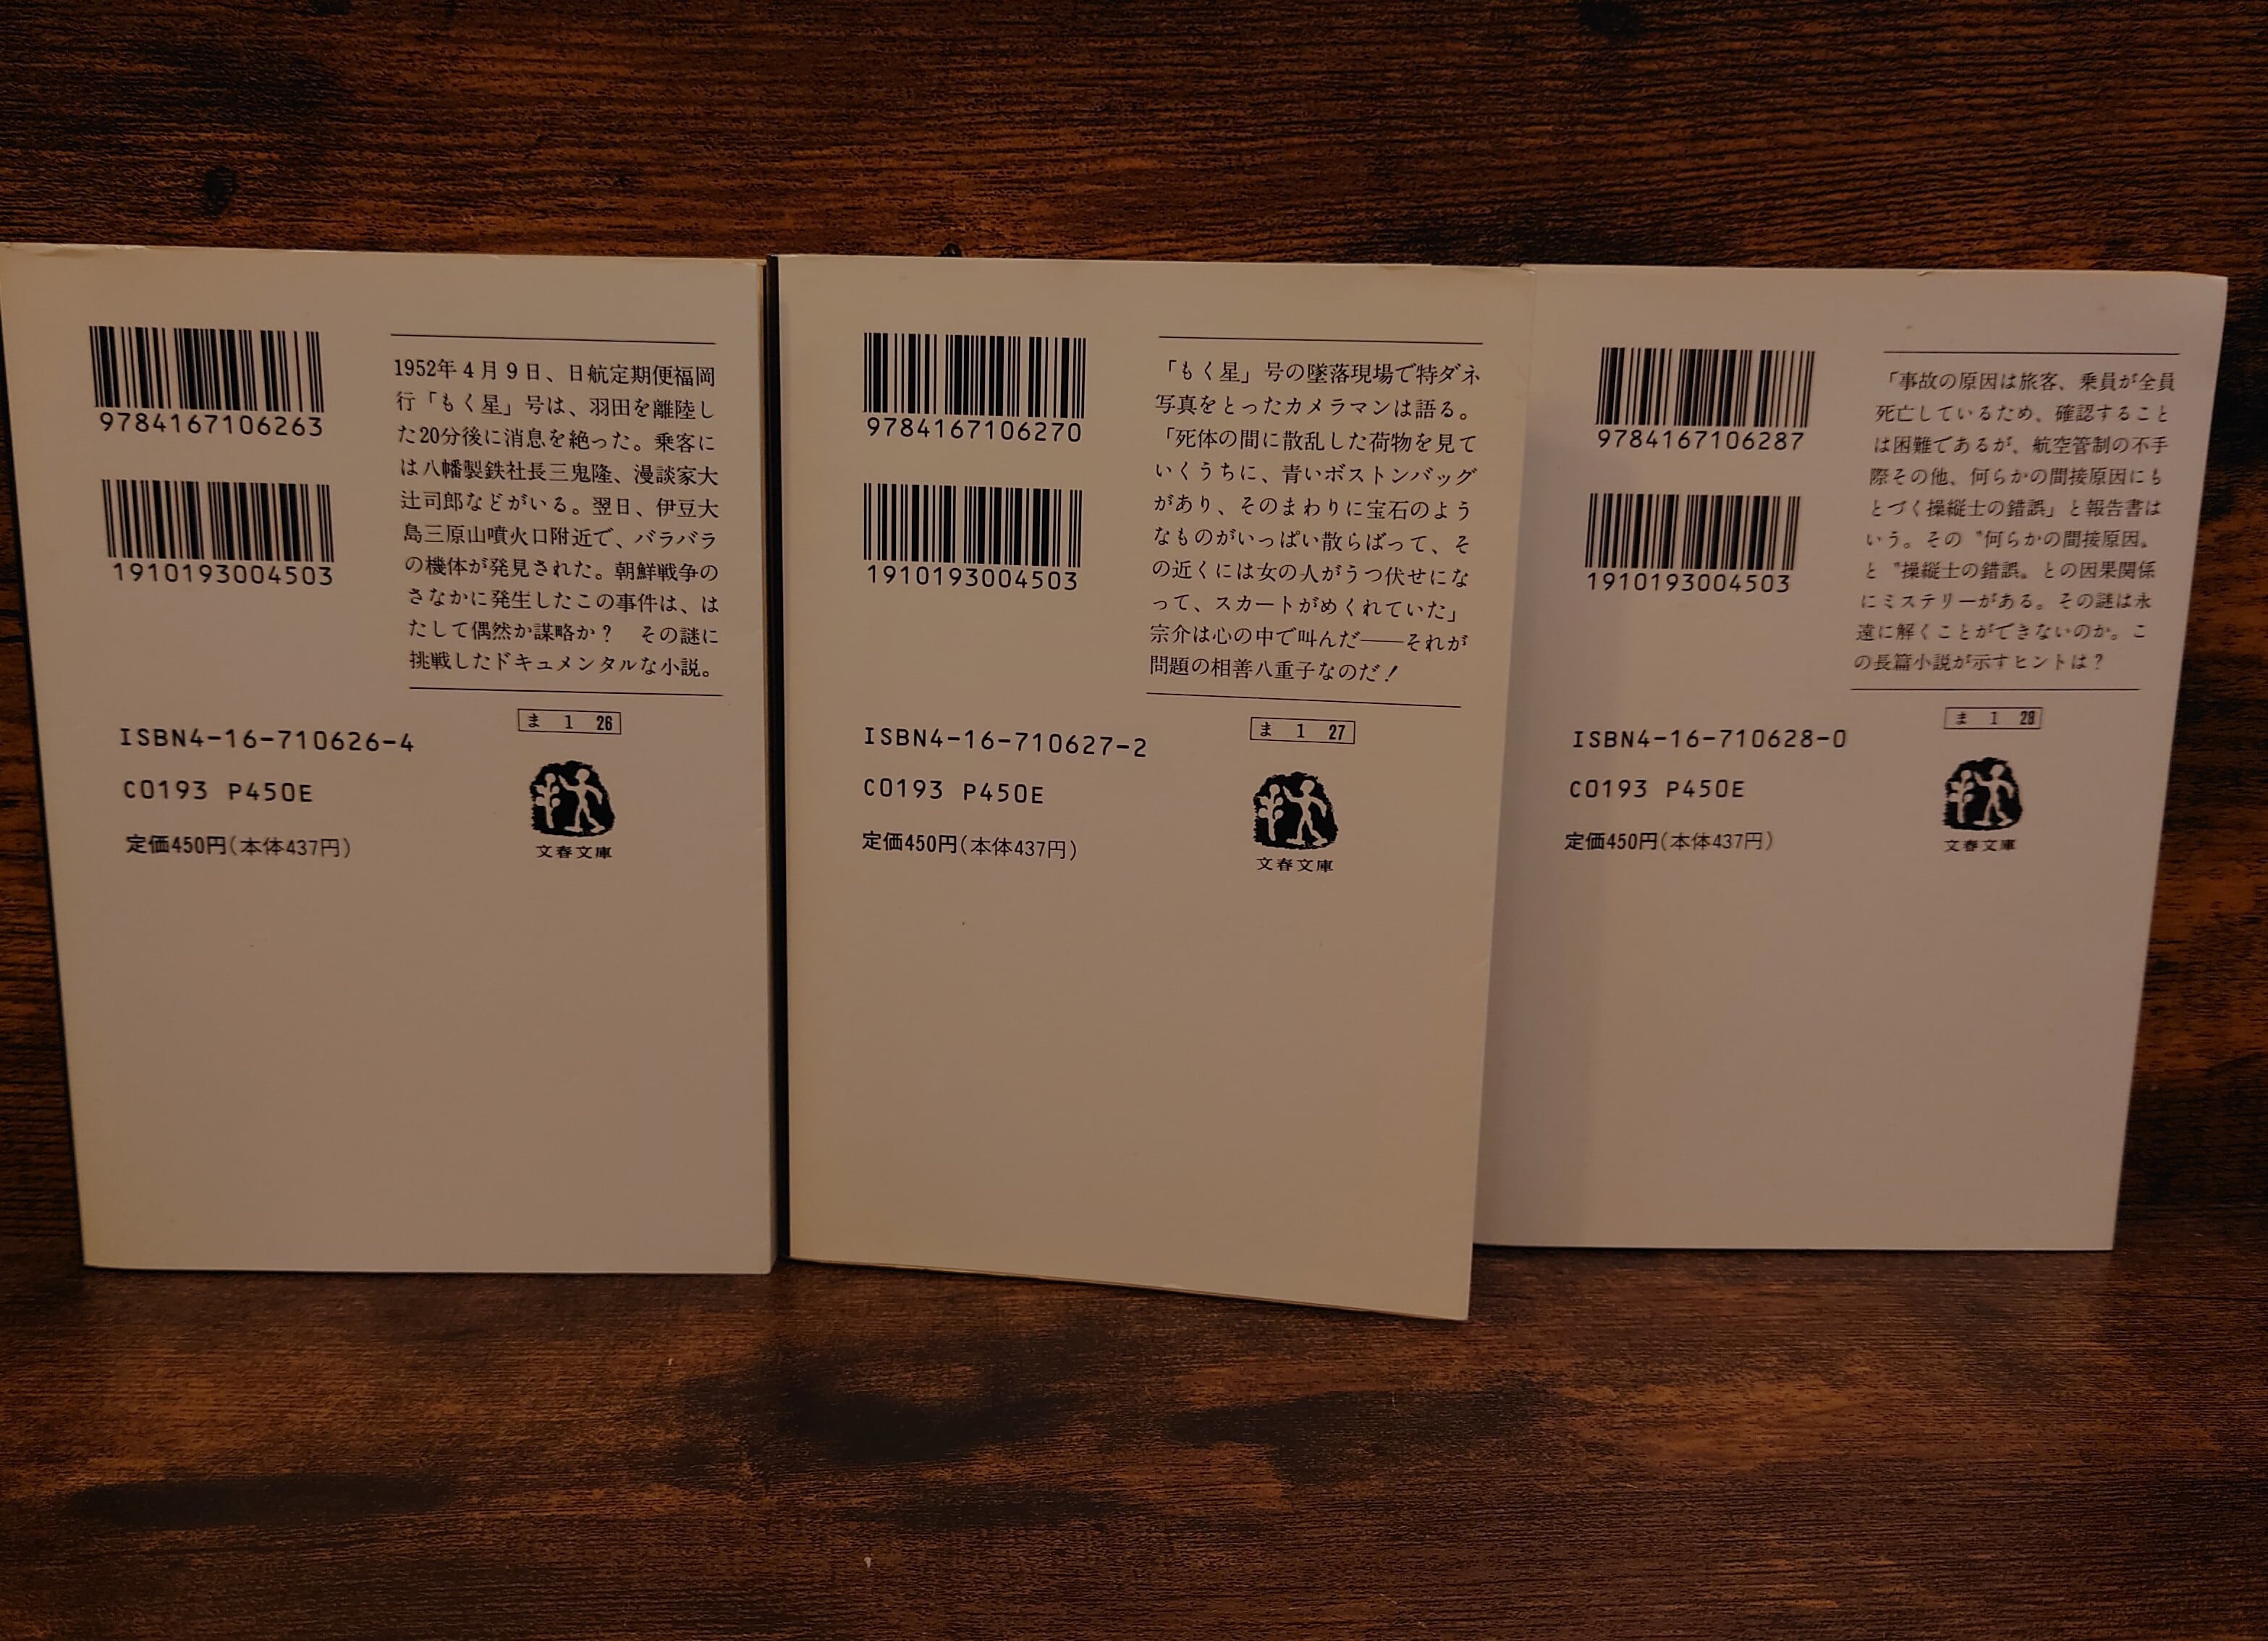 9784167106263
1910193004503
1952年4月9日、日航定期便福岡
行「もく星」号は、羽田を離陸し
た20分後に消息を絶った。乗客に
は八幡製鉄社長三鬼隆、漫談家大
辻司郎などがいる。翌日、伊豆大
島三原山噴火口附近で、バラバラ
の機体が発見された。朝鮮戦争の
さなかに発生したこの事件は、は
たして偶然か謀略か?　その謎に
挑戦したドキュメンタルな小説。
ま 1 26
文春文庫
ISBN4-16-710626-4
C0193 P450E
定価450円(本体437円)
9784167106270
1910193004503
「もく星」号の墜落現場で特ダネ
写真をとったカメラマンは語る。
「死体の間に散乱した荷物を見て
いくうちに、青いボストンバッグ
があり、そのまわりに宝石のよう
なものがいっぱい散らばって、そ
の近くには女の人がうつ伏せにな
って、スカートがめくれていた」
宗介は心の中で叫んだ——それが
問題の相善八重子なのだ!
ま 1 27
文春文庫
ISBN4-16-710627-2
C0193 P450E
定価450円(本体437円)
9784167106287
1910193004503
「事故の原因は旅客、乗員が全員
死亡しているため、確認すること
は困難であるが、航空管制の不手
際その他、何らかの間接原因にも
とづく操縦士の錯誤」と報告書は
いう。その〝何らかの間接原因〟
と〝操縦士の錯誤〟との因果関係
にミステリーがある。その謎は永
遠に解くことができないのか。こ
の長篇小説が示すヒントは?
ま 1 28
文春文庫
ISBN4-16-710628-0
C0193 P450E
定価450円(本体437円)